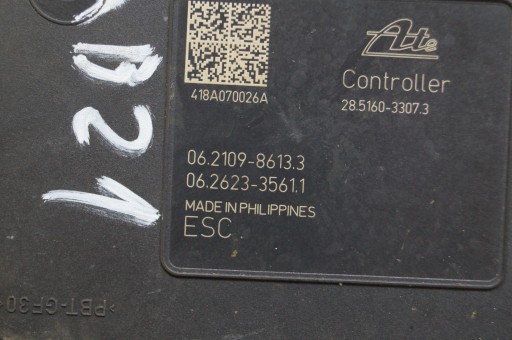 Ate
Controller
418A070026A
28.5160-3307.3
06.2109-8613.3
06.2623-3561.1
MADE IN PHILIPPINES
ESC
A21
>PBT-GF30<